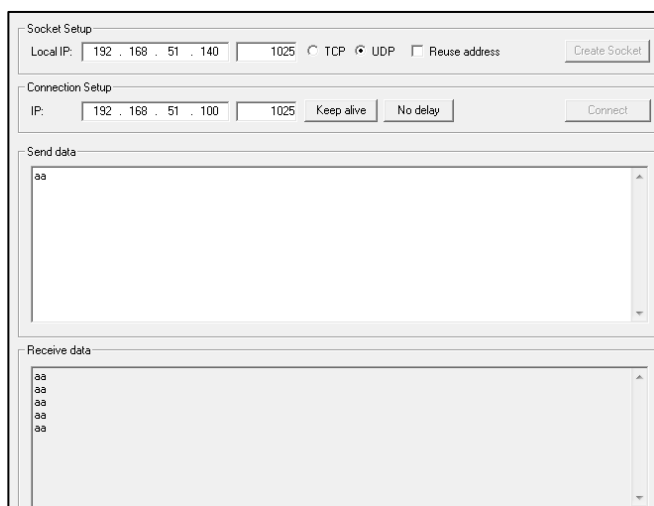 Socket Setup
Local IP: 192 . 168 . 51 . 140 1025 TCP UDP Reuse address Create Socket
Connection Setup
IP: 192 . 168 . 51 . 100 1025 Keep alive No delay Connect
Send data
aa
Receive data
aa
aa
aa
aa
aa